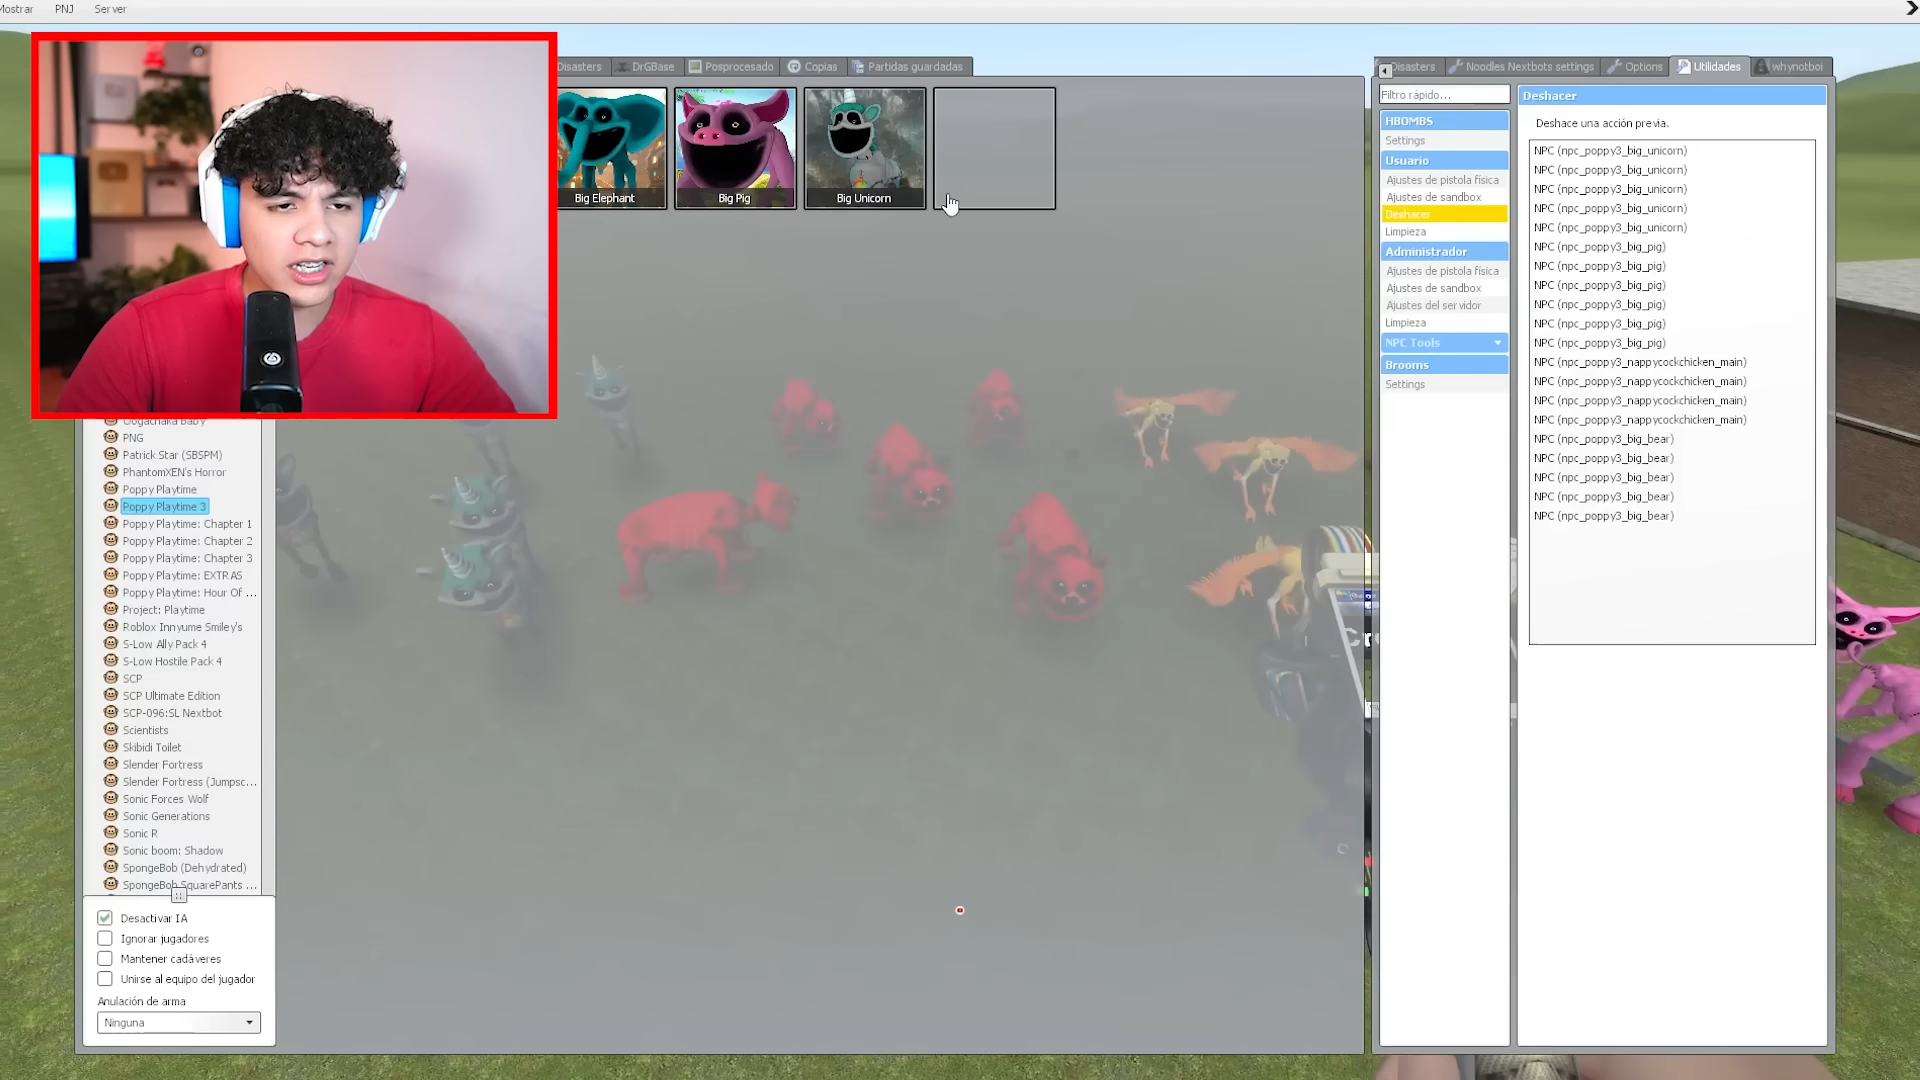 Mostrar PNJ Server
Disasters DrGBase Posprocesado Copias Partidas guardadas
Big Elephant
Big Pig
Big Unicorn
PNG
Patrick Star (SBSPM)
PhantomXEN's Horror
Poppy Playtime
Poppy Playtime 3
Poppy Playtime: Chapter 1
Poppy Playtime: Chapter 2
Poppy Playtime: Chapter 3
Poppy Playtime: EXTRAS
Poppy Playtime: Hour Of ...
Project: Playtime
Roblox Innyume Smiley's
S-Low Ally Pack 4
S-Low Hostile Pack 4
SCP
SCP Ultimate Edition
SCP-096:SL Nextbot
Scientists
Skibidi Toilet
Slender Fortress
Slender Fortress (Jumpsc...
Sonic Forces Wolf
Sonic Generations
Sonic R
Sonic boom: Shadow
SpongeBob (Dehydrated)
SpongeBob SquarePants ...
Desactivar IA
Ignorar jugadores
Mantener cadáveres
Unirse al equipo del jugador
Anulación de arma
Ninguna
Disasters Noodles Nextbots settings Options Utilidades whynotboi
Filtro rápido...
HBOMBS
Settings
Usuario
Ajustes de pistola física
Ajustes de sandbox
Deshacer
Limpieza
Administrador
Ajustes de pistola física
Ajustes de sandbox
Ajustes del servidor
Limpieza
NPC Tools
Brooms
Settings
Deshacer
Deshace una acción previa.
NPC (npc_poppy3_big_unicorn)
NPC (npc_poppy3_big_unicorn)
NPC (npc_poppy3_big_unicorn)
NPC (npc_poppy3_big_unicorn)
NPC (npc_poppy3_big_unicorn)
NPC (npc_poppy3_big_pig)
NPC (npc_poppy3_big_pig)
NPC (npc_poppy3_big_pig)
NPC (npc_poppy3_big_pig)
NPC (npc_poppy3_big_pig)
NPC (npc_poppy3_big_pig)
NPC (npc_poppy3_nappycockchicken_main)
NPC (npc_poppy3_nappycockchicken_main)
NPC (npc_poppy3_nappycockchicken_main)
NPC (npc_poppy3_nappycockchicken_main)
NPC (npc_poppy3_big_bear)
NPC (npc_poppy3_big_bear)
NPC (npc_poppy3_big_bear)
NPC (npc_poppy3_big_bear)
NPC (npc_poppy3_big_bear)